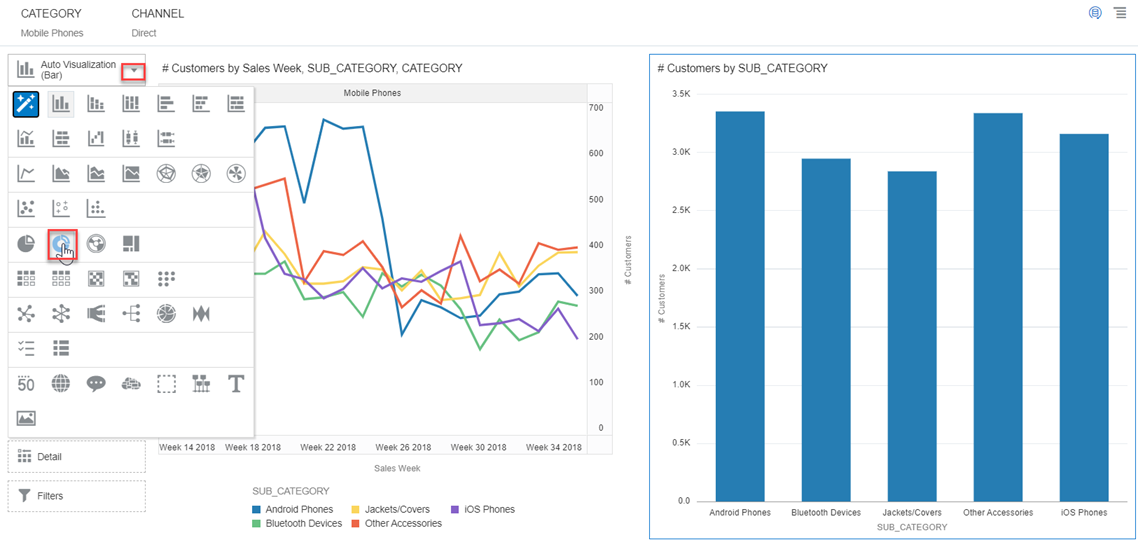 CATEGORY
Mobile Phones
CHANNEL
Direct
Auto Visualization
(Bar)
50
T
Detail
Filters
# Customers by Sales Week, SUB_CATEGORY, CATEGORY
Mobile Phones
700
600
500
400
300
200
100
0
# Customers
Week 14 2018 Week 18 2018 Week 22 2018 Week 26 2018 Week 30 2018 Week 34 2018
Sales Week
SUB_CATEGORY
Android Phones Jackets/Covers iOS Phones
Bluetooth Devices Other Accessories
# Customers by SUB_CATEGORY
3.5K
3.0K
2.5K
2.0K
1.5K
1.0K
0.5K
0.0
# Customers
Android Phones Bluetooth Devices Jackets/Covers Other Accessories iOS Phones
SUB_CATEGORY